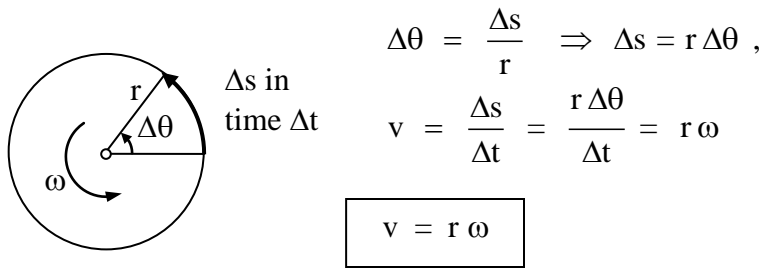 r
Δθ
ω
Δs in
time Δt
Δθ = Δs/r ⇒ Δs = r Δθ ,
v = Δs/Δt = r Δθ/Δt = r ω
v = r ω